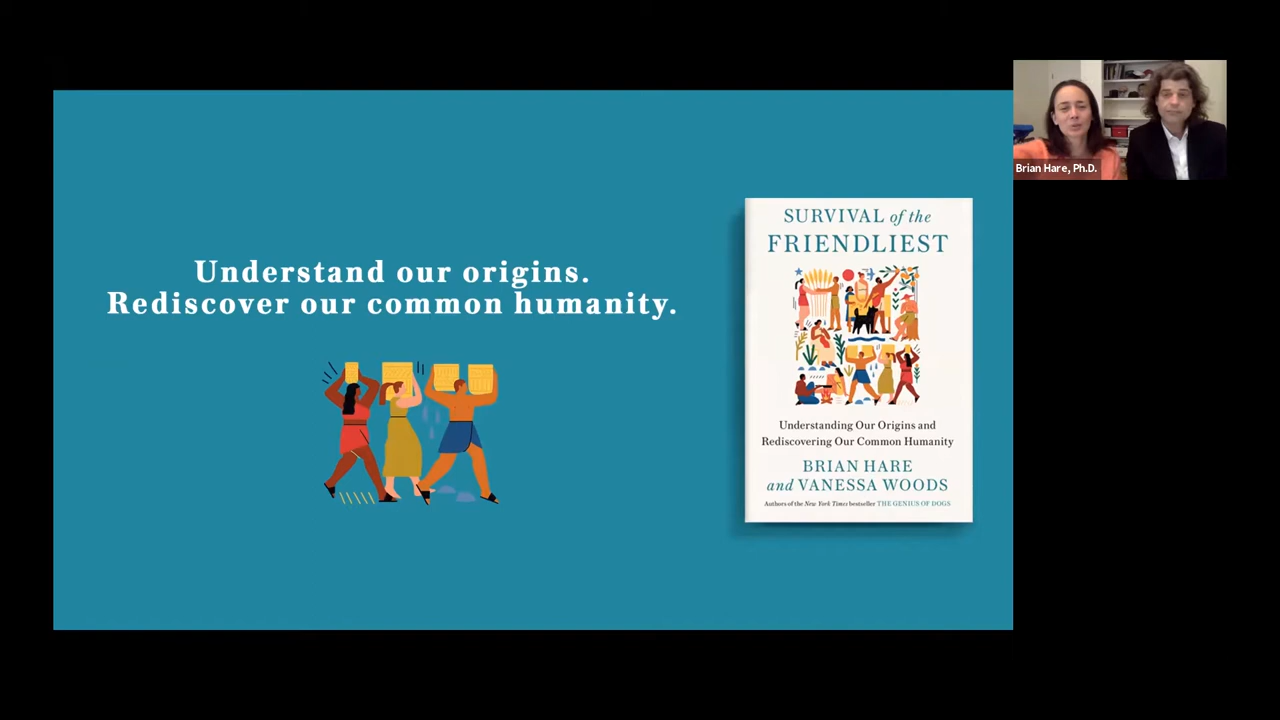 Understand our origins.
Rediscover our common humanity.
SURVIVAL of the
FRIENDLIEST
Understanding Our Origins and
Rediscovering Our Common Humanity
BRIAN HARE
and VANESSA WOODS
Authors of the New York Times bestseller THE GENIUS OF DOGS
Brian Hare, Ph.D.